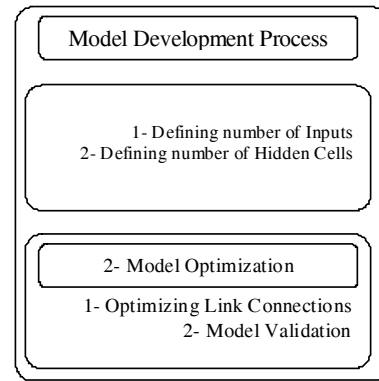 Model Development Process
1- Defining number of Inputs
2- Defining number of Hidden Cells
2- Model Optimization
1- Optimizing Link Connections
2- Model Validation